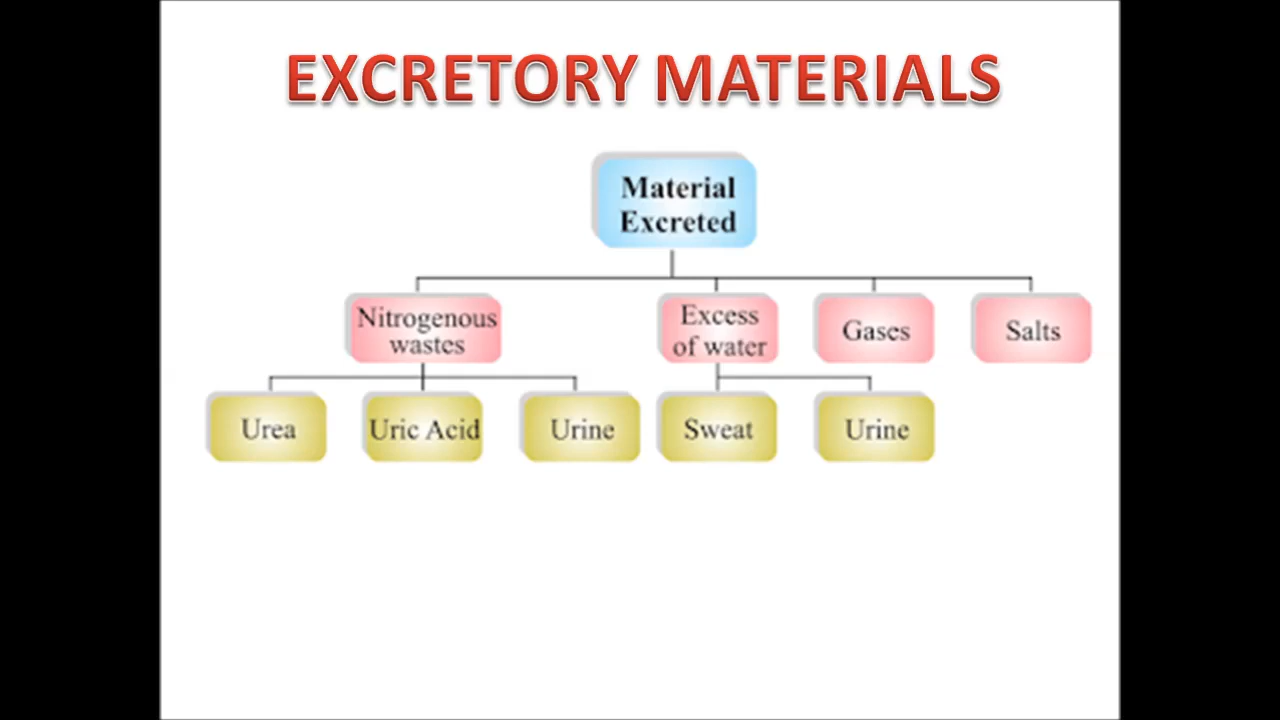 EXCRETORY MATERIALS
Material
Excreted
Nitrogenous
wastes
Excess
of water
Gases
Salts
Urea
Uric Acid
Urine
Sweat
Urine